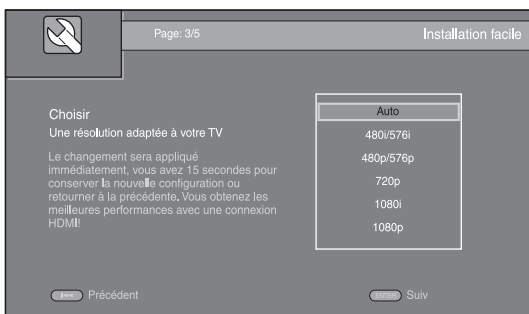 Page: 3/5
Installation facile
Choisir
Une résolution adaptée à votre TV
Le changement sera appliqué
immédiatement, vous avez 15 secondes pour
conserver la nouvelle configuration ou
retourner à la précédente. Vous obtenez les
meilleures performances avec une connexion
HDMI!
Auto
480i/576i
480p/576p
720p
1080i
1080p
Précédent
ENTER Suiv